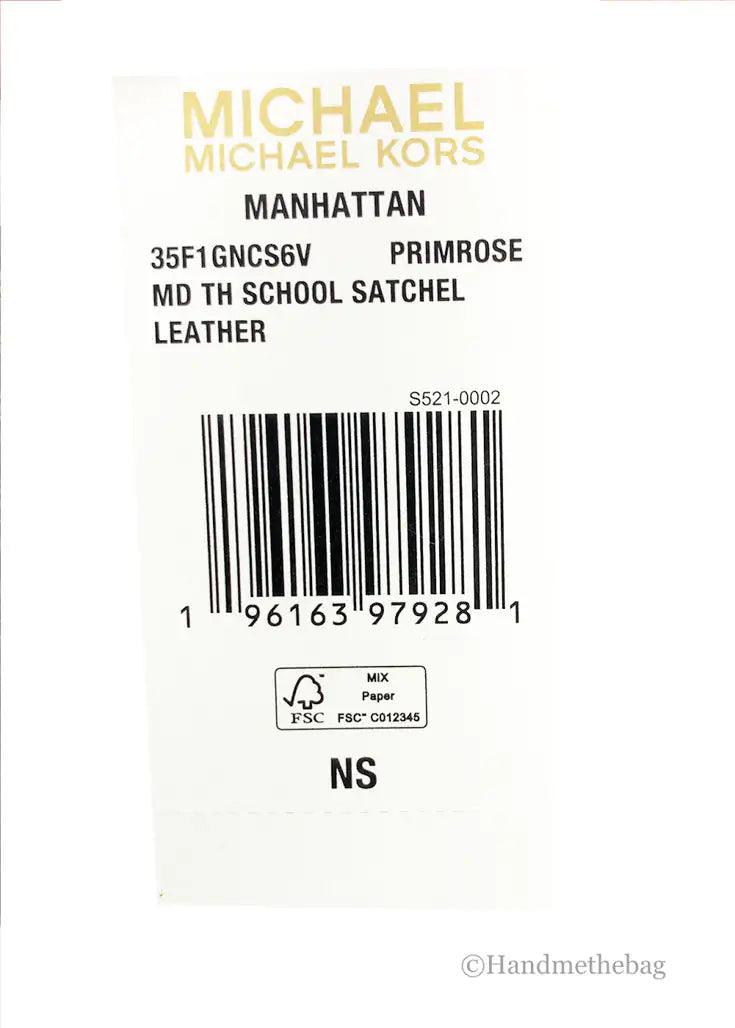 MICHAEL
MICHAEL KORS
MANHATTAN
35F1GNCS6V PRIMROSE
MD TH SCHOOL SATCHEL
LEATHER
S521-0002
1 96163 97928 1
FSC
MIX
Paper
FSC™ C012345
NS
©Handmethebag